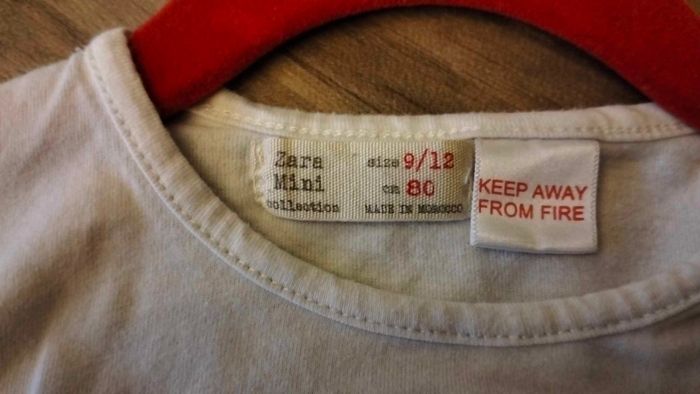 Zara size 9/12
Mini cm 80
collection MADE IN MOROCCO
KEEP AWAY
FROM FIRE